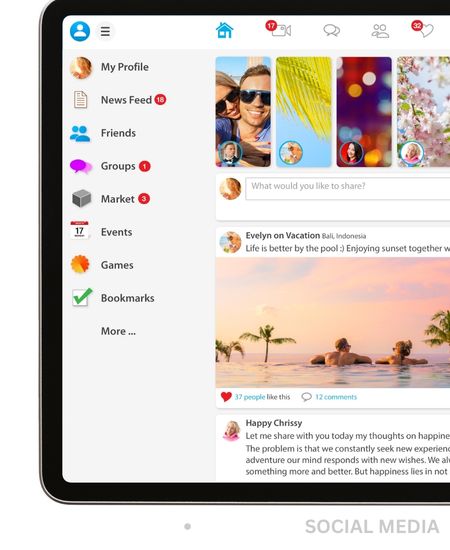 17
32
My Profile
News Feed 18
Friends
Groups 1
Market 3
17
Events
Games
Bookmarks
More ...
What would you like to share?
Evelyn on Vacation Bali, Indonesia
Life is better by the pool :) Enjoying sunset together w
37 people like this
12 comments
Happy Chrissy
Let me share with you today my thoughts on happine
The problem is that we constantly seek new experienc
adventure our mind responds with new wishes. We al
something more and better. But happiness lies in not
SOCIAL MEDIA